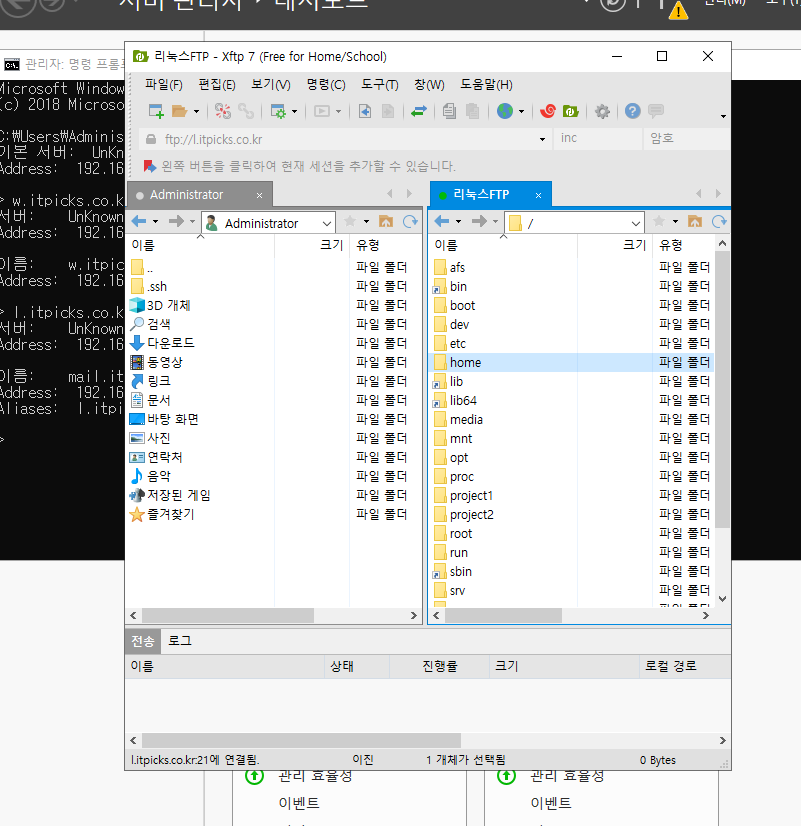 서버 관리자 · 대시보드
관리(M)
관리자: 명령 프롬프
Microsoft Window
(c) 2018 Microso
C:₩Users₩Adminis
기본 서버:  UnKno
Address:  192.16
> w.itpicks.co.k
서버:    UnKnown
Address:  192.16
이름:    w.itpic
Address:  192.16
> l.itpicks.co.k
서버:    UnKnown
Address:  192.16
이름:    mail.it
Address:  192.16
Aliases:  l.itpi
>
리눅스FTP - Xftp 7 (Free for Home/School)
파일(F) 편집(E) 보기(V) 명령(C) 도구(T) 창(W) 도움말(H)
ftp://l.itpicks.co.kr inc 암호
왼쪽 버튼을 클릭하여 현재 세션을 추가할 수 있습니다.
Administrator
Administrator
이름 크기 유형
.. 파일 폴더
.ssh 파일 폴더
3D 개체 파일 폴더
검색 파일 폴더
다운로드 파일 폴더
동영상 파일 폴더
링크 파일 폴더
문서 파일 폴더
바탕 화면 파일 폴더
사진 파일 폴더
연락처 파일 폴더
음악 파일 폴더
저장된 게임 파일 폴더
즐겨찾기 파일 폴더
리눅스FTP
/
이름 크기 유형
afs 파일 폴더
bin 파일 폴더
boot 파일 폴더
dev 파일 폴더
etc 파일 폴더
home 파일 폴더
lib 파일 폴더
lib64 파일 폴더
media 파일 폴더
mnt 파일 폴더
opt 파일 폴더
proc 파일 폴더
project1 파일 폴더
project2 파일 폴더
root 파일 폴더
run 파일 폴더
sbin 파일 폴더
srv 파일 폴더
전송 로그
이름 상태 진행률 크기 로컬 경로
l.itpicks.co.kr:21에 연결됨. 이진 1 개체가 선택됨 0 Bytes
관리 효율성 관리 효율성
이벤트 이벤트